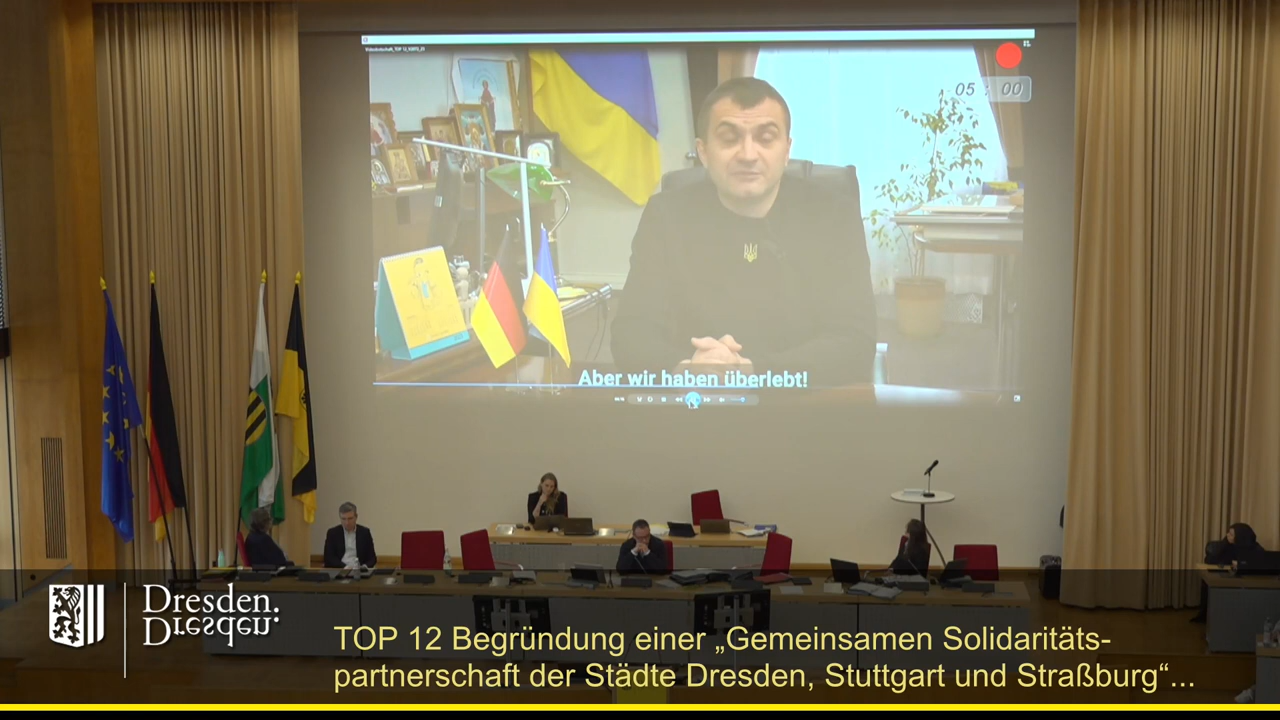 05 : 00
Aber wir haben überlebt!
Dresden.
Dresden.
TOP 12 Begründung einer „Gemeinsamen Solidaritäts-
partnerschaft der Städte Dresden, Stuttgart und Straßburg“...